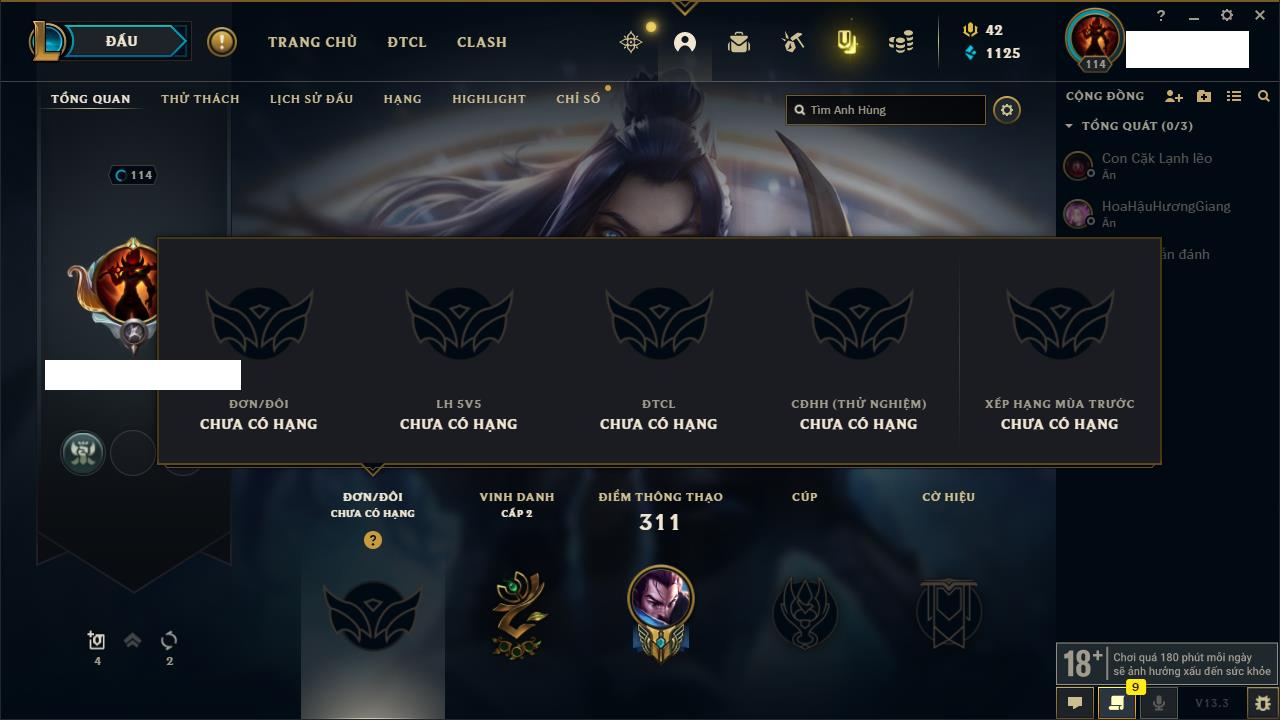 ĐẤU
TRANG CHỦ
ĐTCL
CLASH
42
1125
114
TỔNG QUAN
THỬ THÁCH
LỊCH SỬ ĐẤU
HẠNG
HIGHLIGHT
CHỈ SỐ
Tìm Anh Hùng
CỘNG ĐỒNG
TỔNG QUÁT (0/3)
Con Cặk Lạnh lẽo
Ẩn
HoaHậuHươngGiang
Ẩn
đánh
114
ĐƠN/ĐÔI
CHƯA CÓ HẠNG
LH 5V5
CHƯA CÓ HẠNG
ĐTCL
CHƯA CÓ HẠNG
CĐHH (THỬ NGHIỆM)
CHƯA CÓ HẠNG
XẾP HẠNG MÙA TRƯỚC
CHƯA CÓ HẠNG
ĐƠN/ĐÔI
CHƯA CÓ HẠNG
?
VINH DANH
CẤP 2
ĐIỂM THÔNG THẠO
311
CÚP
CỜ HIỆU
4
2
18+
Chơi quá 180 phút mỗi ngày
sẽ ảnh hưởng xấu đến sức khỏe
9
V13.3